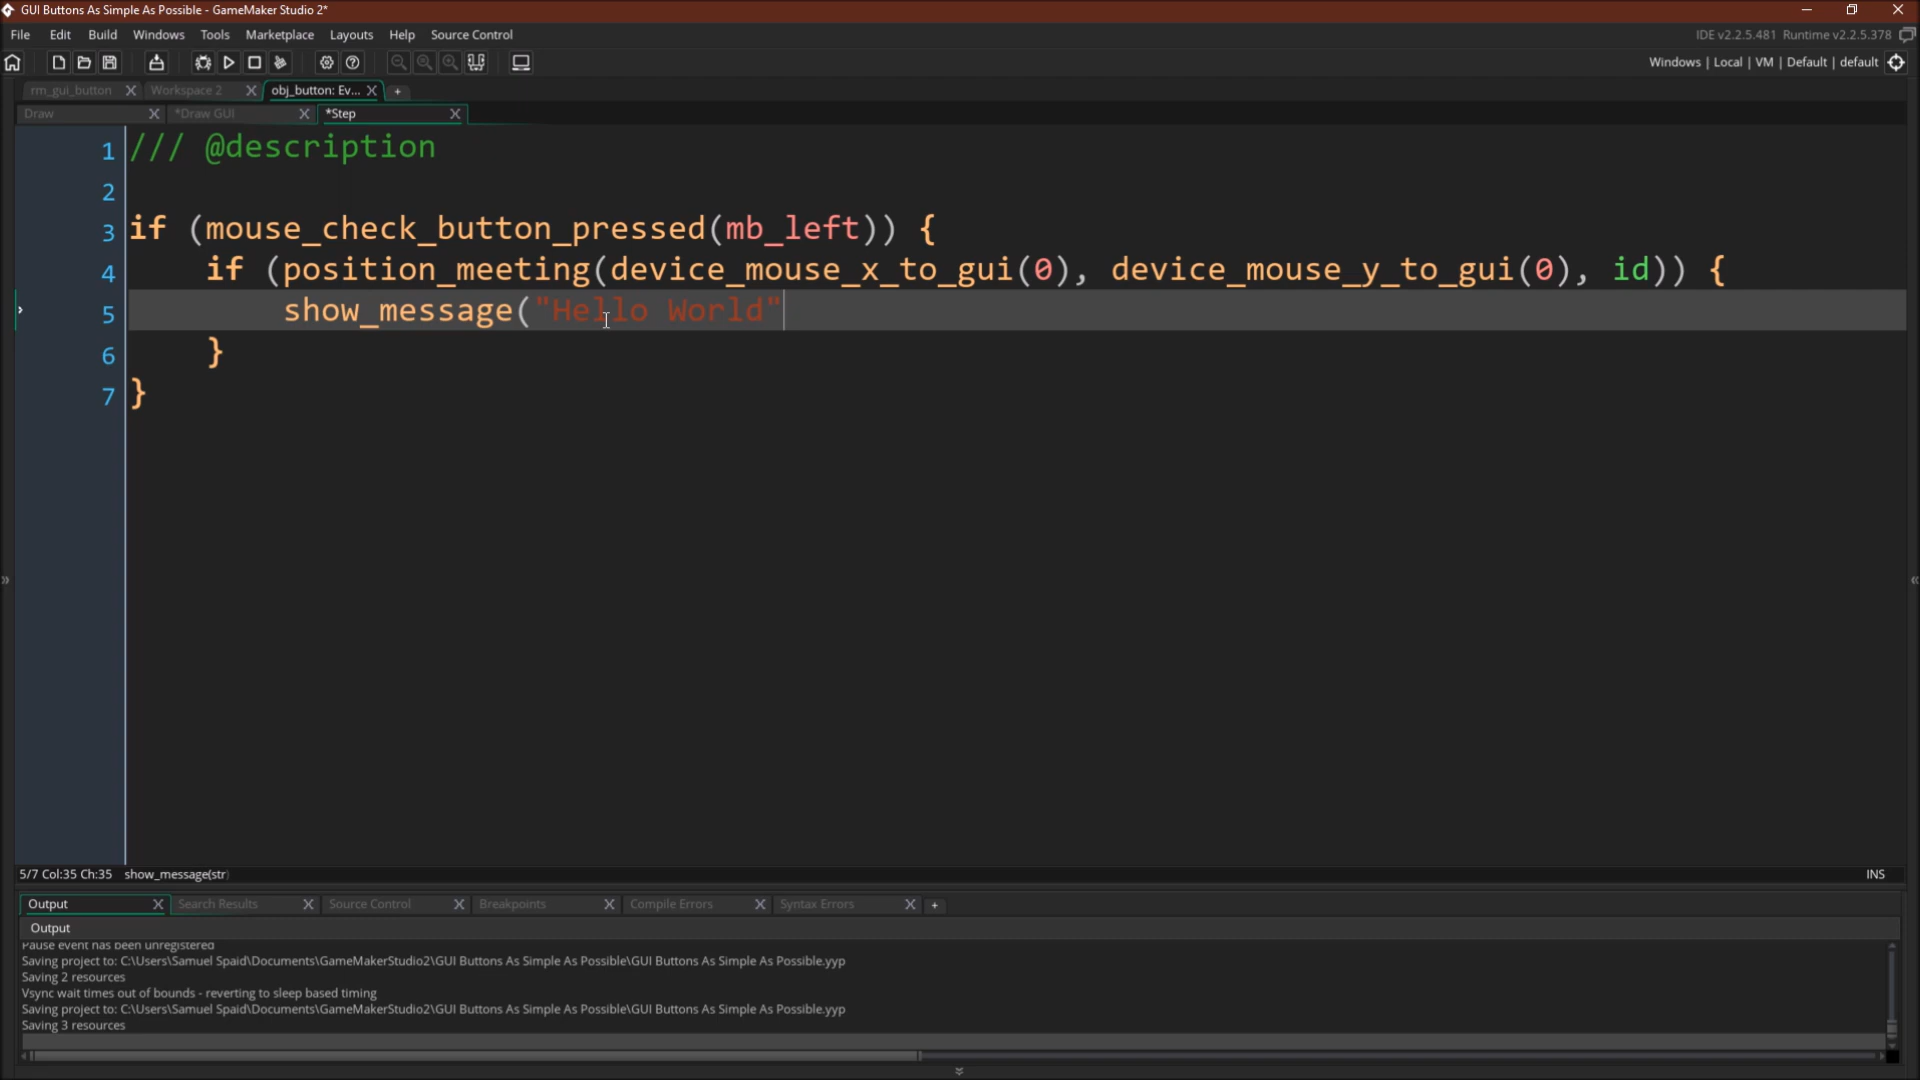 GUI Buttons As Simple As Possible - GameMaker Studio 2*
File Edit Build Windows Tools Marketplace Layouts Help Source Control
IDE v2.2.5.481 Runtime v2.2.5.378
Windows | Local | VM | Default | default
rm_gui_button Workspace 2 obj_button: Ev...
Draw *Draw GUI *Step
1 /// @description
2
3 if (mouse_check_button_pressed(mb_left)) {
4 if (position_meeting(device_mouse_x_to_gui(0), device_mouse_y_to_gui(0), id)) {
5 show_message("Hello World"
6 }
7 }
5/7 Col:35 Ch:35 show_message(str)
INS
Output Search Results Source Control Breakpoints Compile Errors Syntax Errors
Output
Pause event has been unregistered
Saving project to: C:\Users\Samuel Spaid\Documents\GameMakerStudio2\GUI Buttons As Simple As Possible\GUI Buttons As Simple As Possible.yyp
Saving 2 resources
Vsync wait times out of bounds - reverting to sleep based timing
Saving project to: C:\Users\Samuel Spaid\Documents\GameMakerStudio2\GUI Buttons As Simple As Possible\GUI Buttons As Simple As Possible.yyp
Saving 3 resources